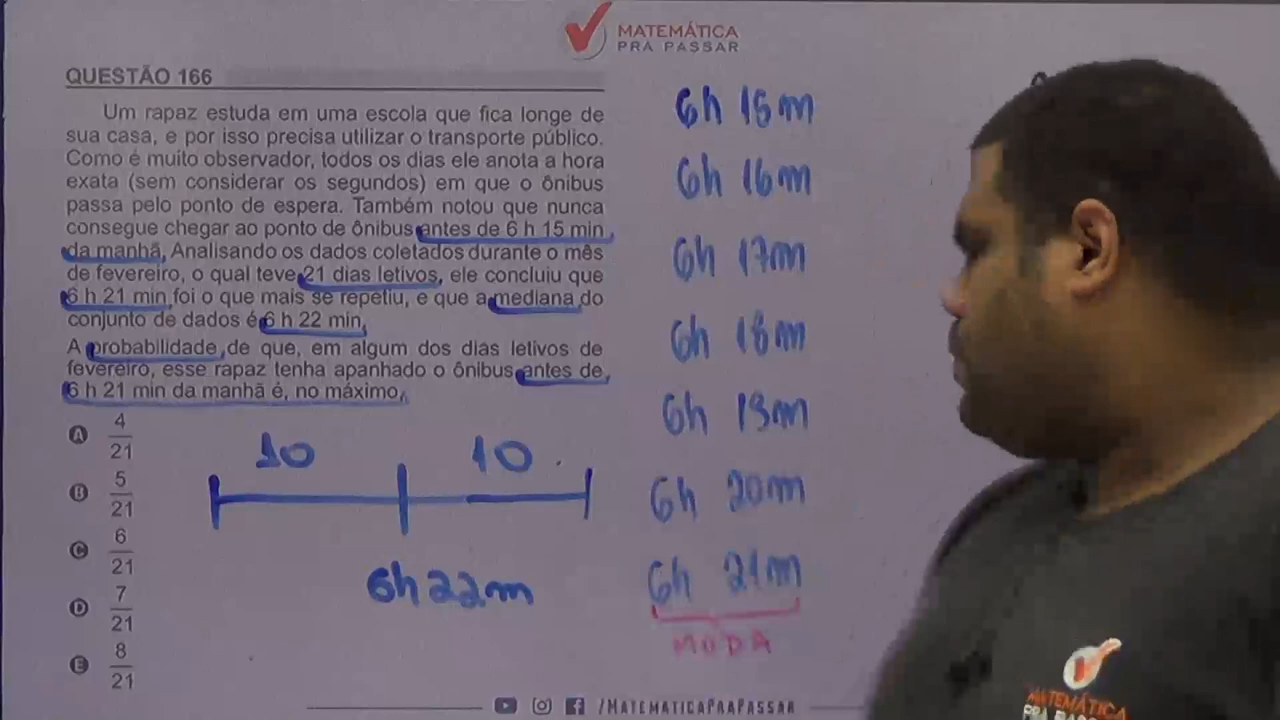 MATEMÁTICA
PRA PASSAR
QUESTÃO 166
Um rapaz estuda em uma escola que fica longe de
sua casa, e por isso precisa utilizar o transporte público.
Como é muito observador, todos os dias ele anota a hora
exata (sem considerar os segundos) em que o ônibus
passa pelo ponto de espera. Também notou que nunca
consegue chegar ao ponto de ônibus antes de 6 h 15 min
da manhã. Analisando os dados coletados durante o mês
de fevereiro, o qual teve 21 dias letivos, ele concluiu que
6 h 21 min foi o que mais se repetiu, e que a mediana do
conjunto de dados é 6 h 22 min.
A probabilidade de que, em algum dos dias letivos de
fevereiro, esse rapaz tenha apanhado o ônibus antes de
6 h 21 min da manhã é, no máximo,
A 4/21
B 5/21
C 6/21
D 7/21
E 8/21
10 10
6h 22m
6h 15m
6h 16m
6h 17m
6h 18m
6h 19m
6h 20m
6h 21m
MODA
/MATEMATICAPRAPASSAR
MATEMÁTICA